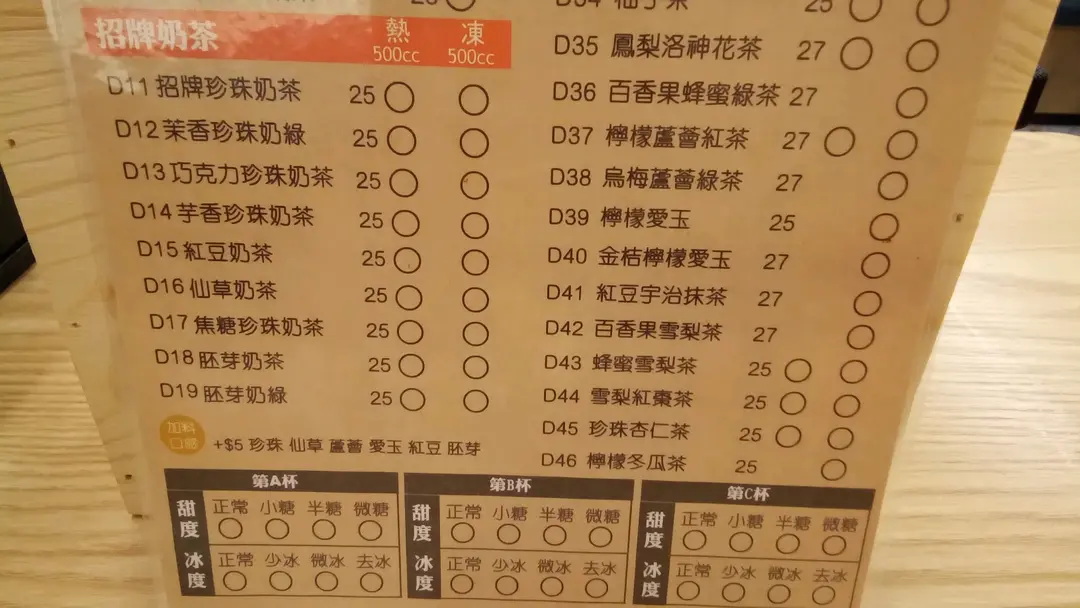 招牌奶茶 熱 凍
500cc 500cc
D11 招牌珍珠奶茶 25
D12 茉香珍珠奶綠 25
D13 巧克力珍珠奶茶 25
D14 芋香珍珠奶茶 25
D15 紅豆奶茶 25
D16 仙草奶茶 25
D17 焦糖珍珠奶茶 25
D18 胚芽奶茶 25
D19 胚芽奶綠 25
加料
口感
+$5 珍珠 仙草 蘆薈 愛玉 紅豆 胚芽
D34 柚子茶 25
D35 鳳梨洛神花茶 27
D36 百香果蜂蜜綠茶 27
D37 檸檬蘆薈紅茶 27
D38 烏梅蘆薈綠茶 27
D39 檸檬愛玉 25
D40 金桔檸檬愛玉 27
D41 紅豆宇治抹茶 27
D42 百香果雪梨茶 27
D43 蜂蜜雪梨茶 25
D44 雪梨紅棗茶 25
D45 珍珠杏仁茶 25
D46 檸檬冬瓜茶 25
第A杯
甜度 正常 小糖 半糖 微糖
冰度 正常 少冰 微冰 去冰
第B杯
甜度 正常 小糖 半糖 微糖
冰度 正常 少冰 微冰 去冰
第C杯
甜度 正常 小糖 半糖 微糖
冰度 正常 少冰 微冰 去冰